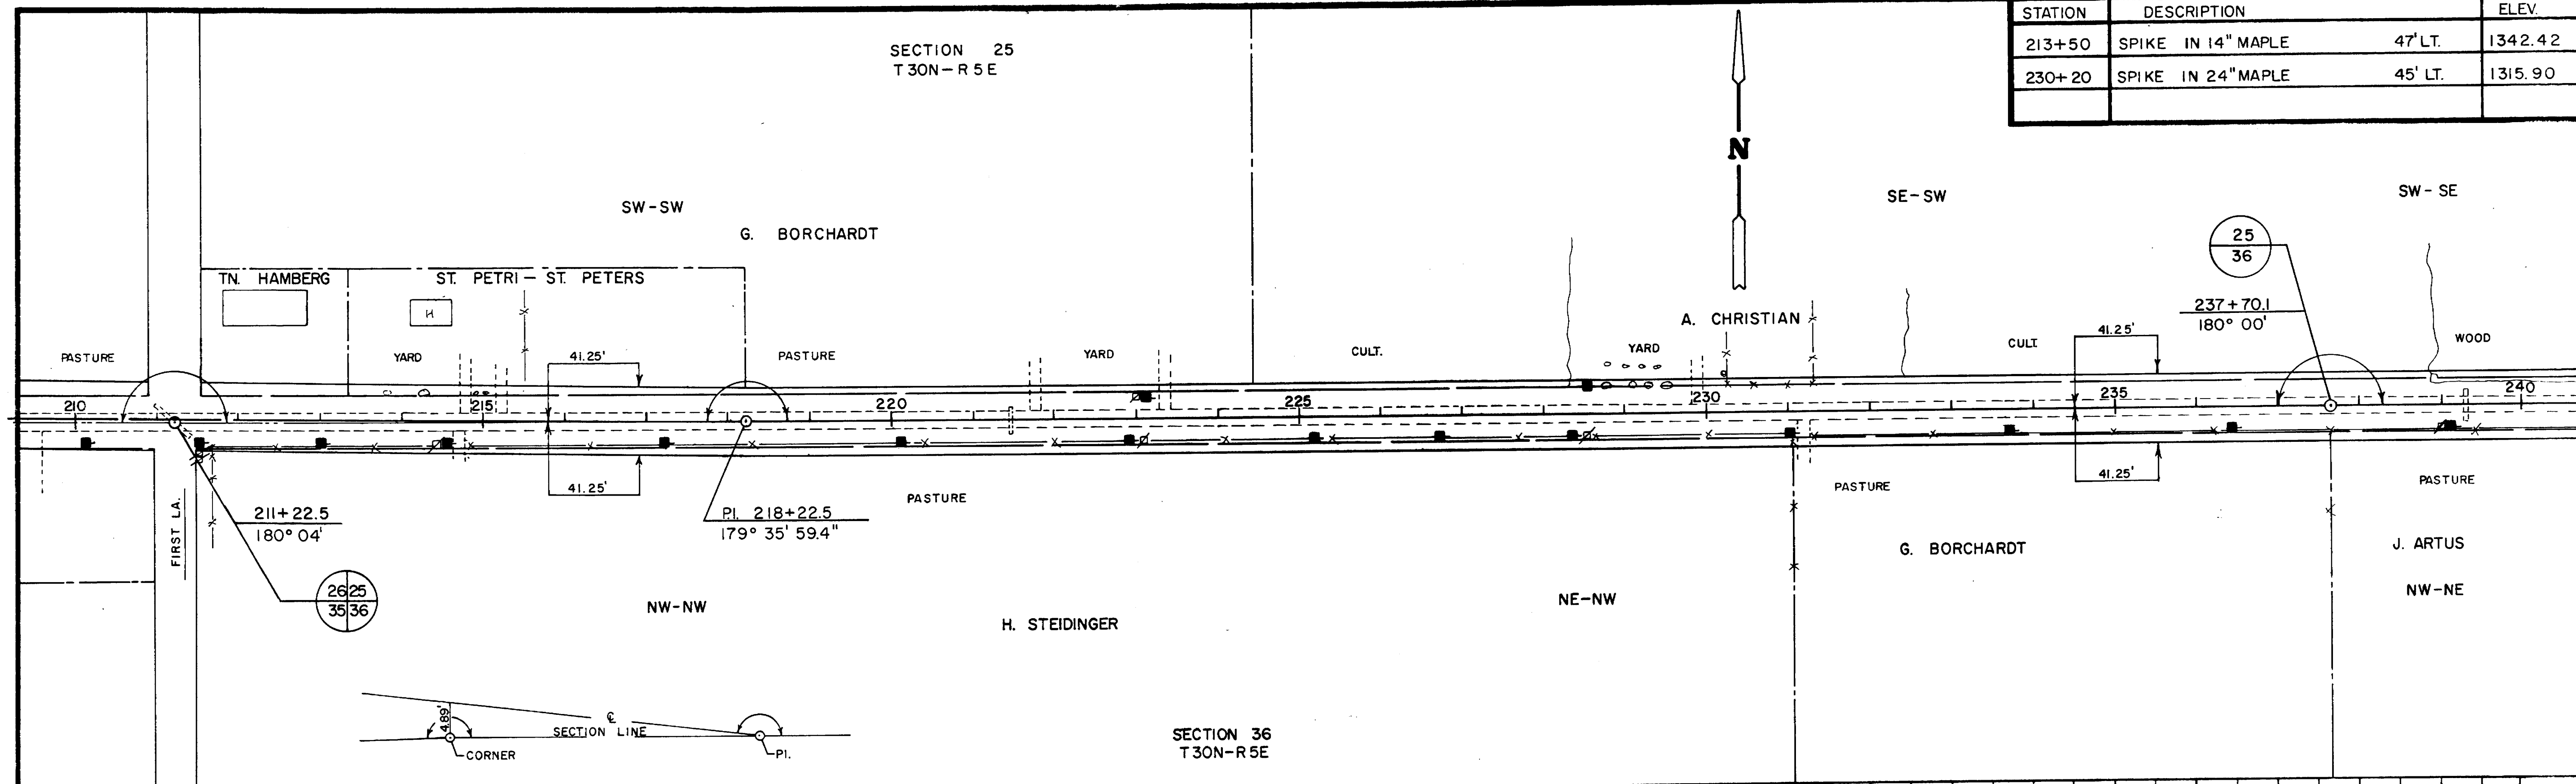 STATION DESCRIPTION ELEV.
213+50 SPIKE IN 14" MAPLE 47' LT. 1342.42
230+20 SPIKE IN 24" MAPLE 45' LT. 1315.90
SECTION 25
T30N-R5E
N
SW-SW
SE-SW
SW-SE
G. BORCHARDT
25
36
TN. HAMBERG
ST. PETRI - ST. PETERS
H
A. CHRISTIAN
237+70.1
180° 00'
PASTURE
YARD
41.25'
PASTURE
YARD
CULT.
YARD
41.25'
CULT.
WOOD
210
215
220
225
230
235
240
41.25'
41.25'
PASTURE
PASTURE
PASTURE
FIRST LA.
211+22.5
180° 04'
P.I. 218+22.5
179° 35' 59.4"
G. BORCHARDT
J. ARTUS
26 25
35 36
NW-NW
NE-NW
NW-NE
H. STEIDINGER
4.89'
℄
SECTION LINE
CORNER
P.I.
SECTION 36
T30N-R5E